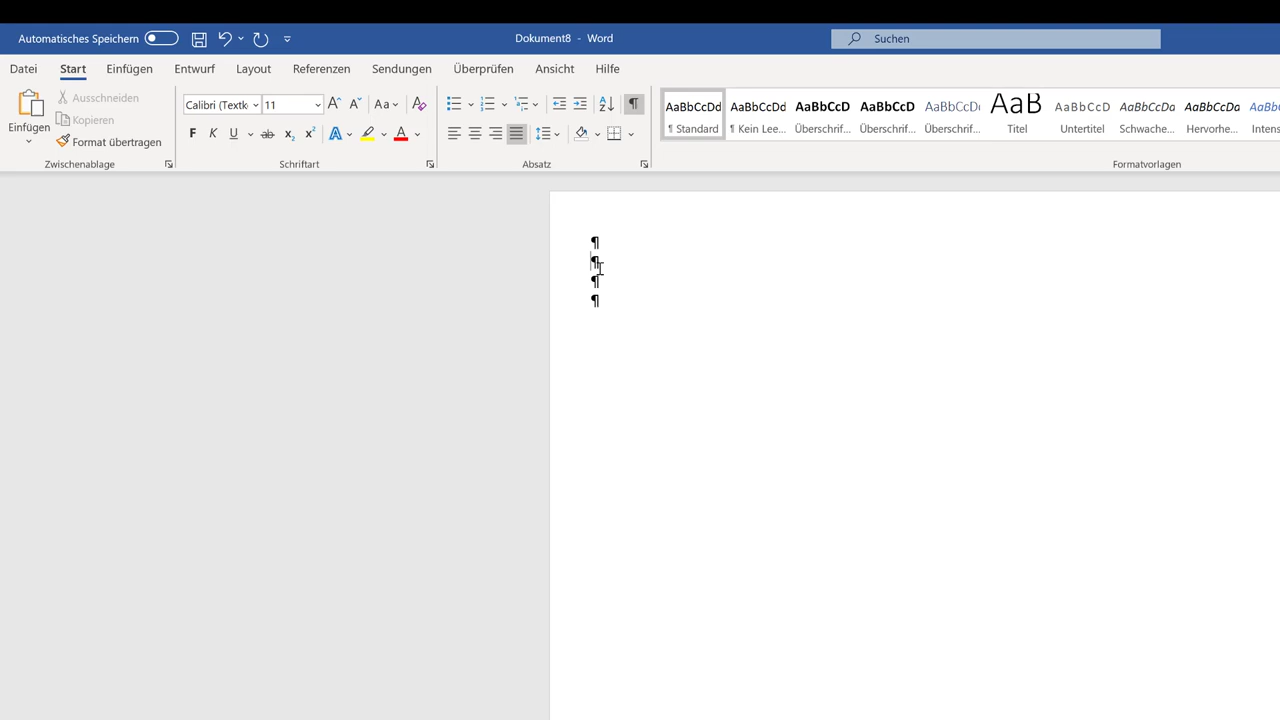 Automatisches Speichern
Dokument8 - Word
Suchen
Datei Start Einfügen Entwurf Layout Referenzen Sendungen Überprüfen Ansicht Hilfe
Einfügen
Ausschneiden
Kopieren
Format übertragen
Zwischenablage
Calibri (Textk 11
Aa
F K U ab x₂ x² A A
Schriftart
Absatz
AaBbCcDd AaBbCcDd AaBbCcD AaBbCcD AaBbCcD AaB AaBbCcD AaBbCcDd AaBbCcDd AaBbCc
¶ Standard ¶ Kein Lee... Überschrif... Überschrif... Überschrif... Titel Untertitel Schwache... Hervorhe... Intens
Formatvorlagen
¶
¶
¶
¶